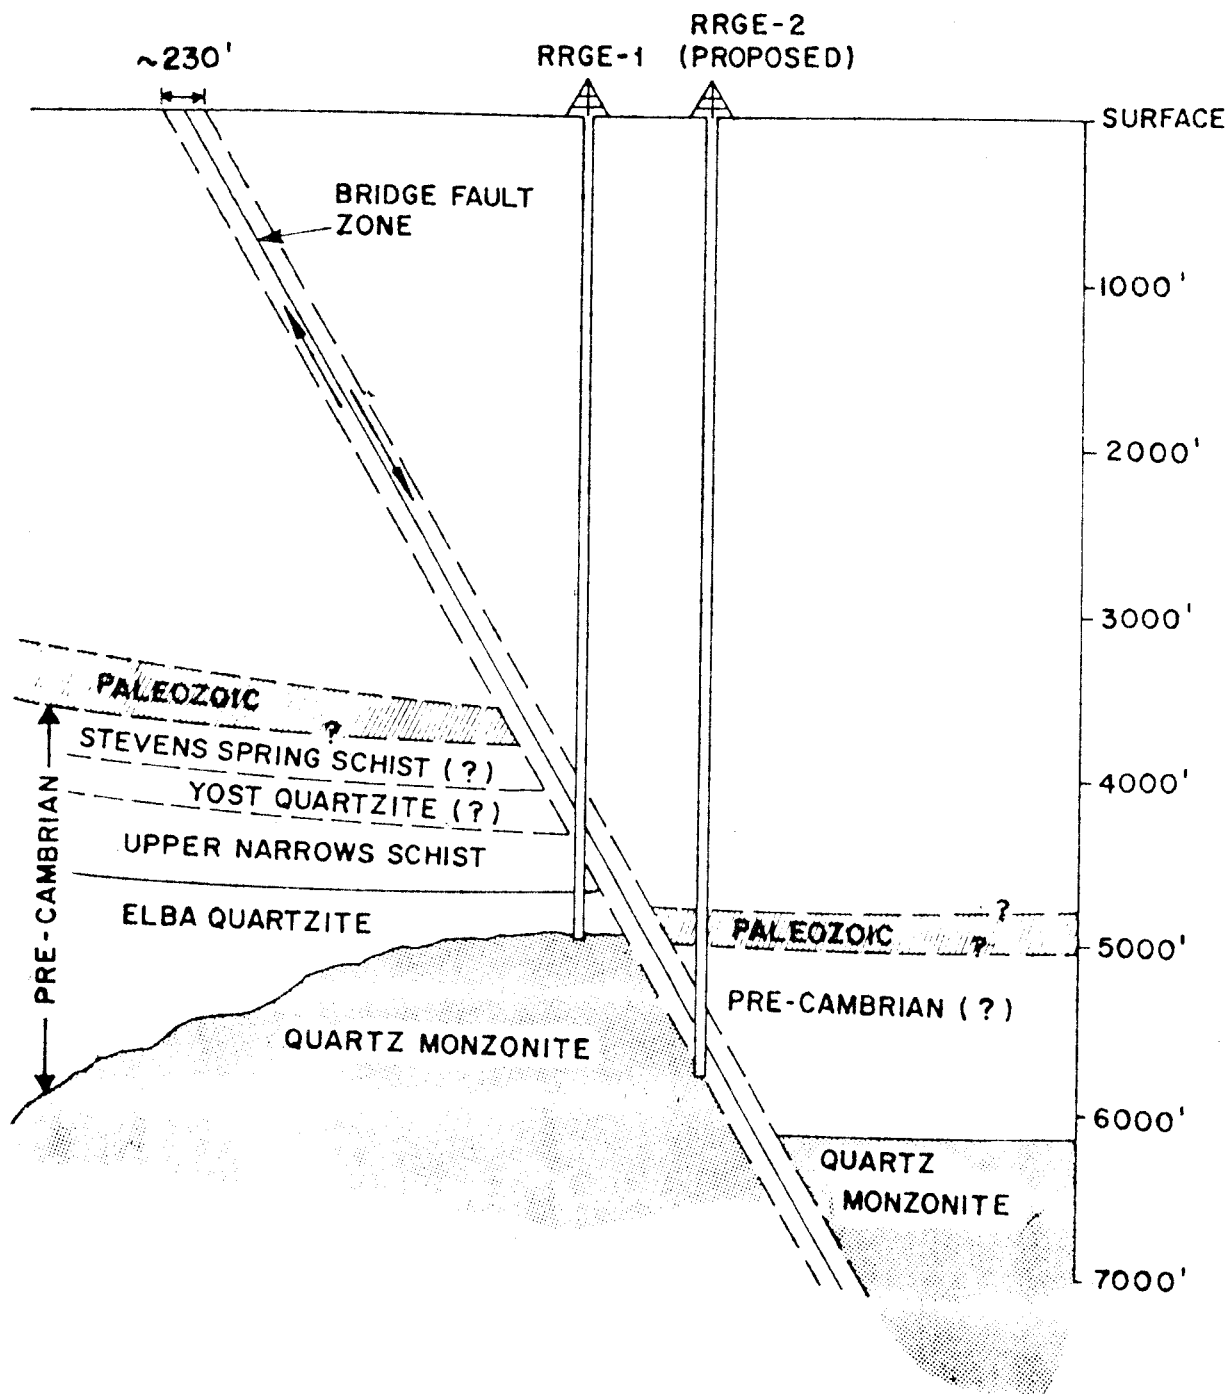 RRGE-2
RRGE-1 (PROPOSED)
~230'
SURFACE
BRIDGE FAULT
ZONE
1000'
2000'
3000'
PALEOZOIC
?
STEVENS SPRING SCHIST (?)
4000'
YOST QUARTZITE (?)
UPPER NARROWS SCHIST
ELBA QUARTZITE
PRE-CAMBRIAN
?
PALEOZOIC ?
5000'
PRE-CAMBRIAN (?)
QUARTZ MONZONITE
6000'
QUARTZ
MONZONITE
7000'